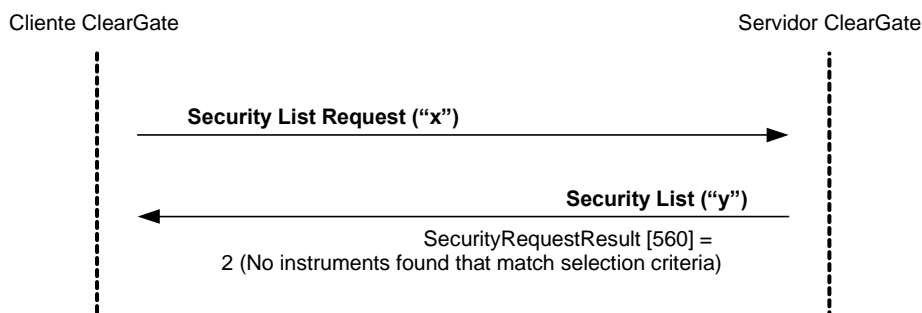 Cliente ClearGate
Servidor ClearGate
Security List Request (“x”)
Security List (“y”)
SecurityRequestResult [560] =
2 (No instruments found that match selection criteria)